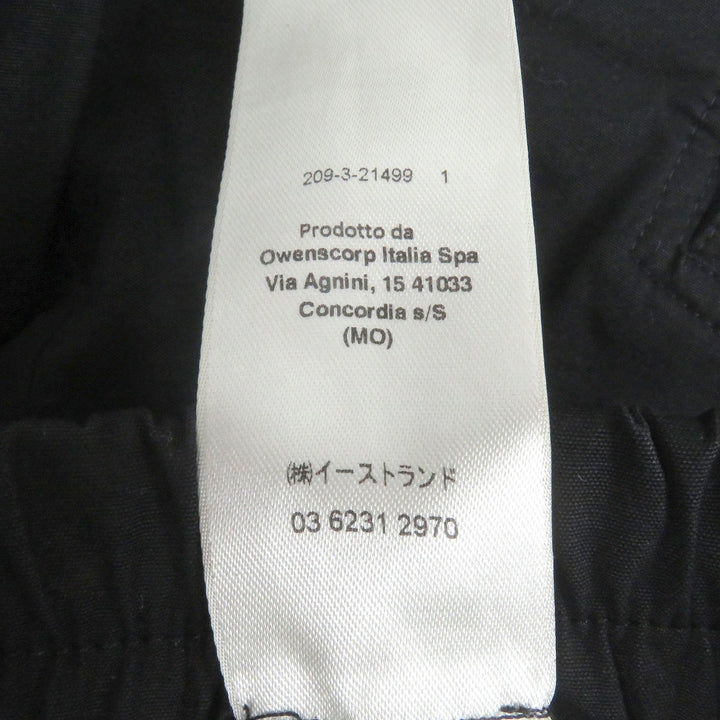 209-3-21499 1
Prodotto da
Owenscorp Italia Spa
Via Agnini, 15 41033
Concordia s/S
(MO)
㈱イーストランド
03 6231 2970